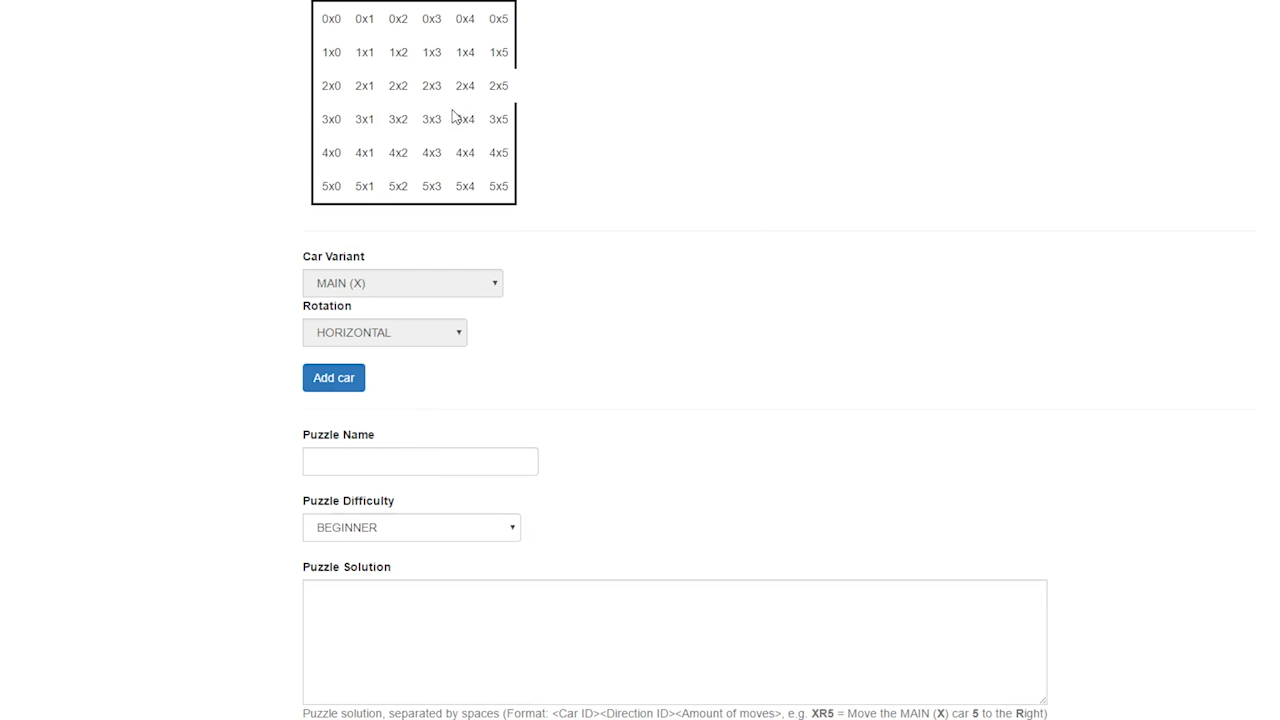 0x0 0x1 0x2 0x3 0x4 0x5
1x0 1x1 1x2 1x3 1x4 1x5
2x0 2x1 2x2 2x3 2x4 2x5
3x0 3x1 3x2 3x3 3x4 3x5
4x0 4x1 4x2 4x3 4x4 4x5
5x0 5x1 5x2 5x3 5x4 5x5
Car Variant
MAIN (X)
Rotation
HORIZONTAL
Add car
Puzzle Name
Puzzle Difficulty
BEGINNER
Puzzle Solution
Puzzle solution, separated by spaces (Format: <Car ID><Direction ID><Amount of moves>, e.g. XR5 = Move the MAIN (X) car 5 to the Right)